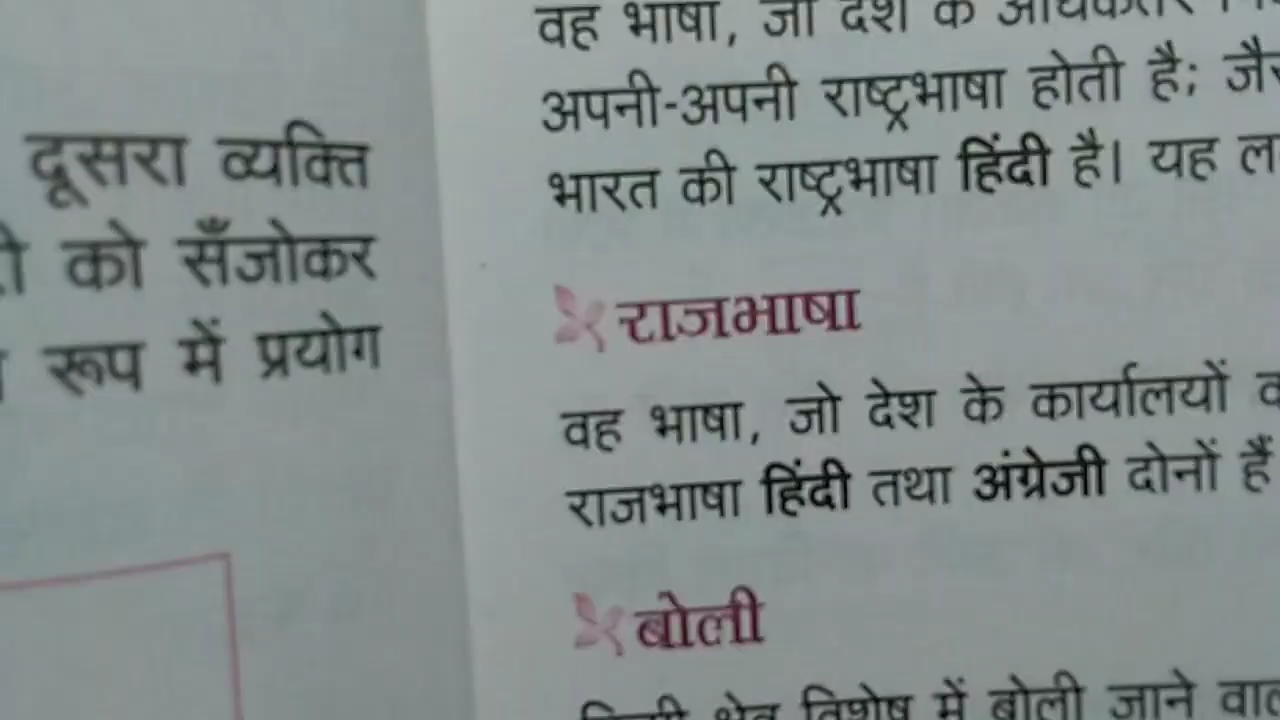 दूसरा व्यक्ति
को सँजोकर
रूप में प्रयोग
वह भाषा, जो देश के
अपनी-अपनी राष्ट्रभाषा होती है;
भारत की राष्ट्रभाषा हिंदी है। यह
राजभाषा
वह भाषा, जो देश के कार्यालयों
राजभाषा हिंदी तथा अंग्रेजी दोनों हैं
बोली
विशेष में बोली जाने